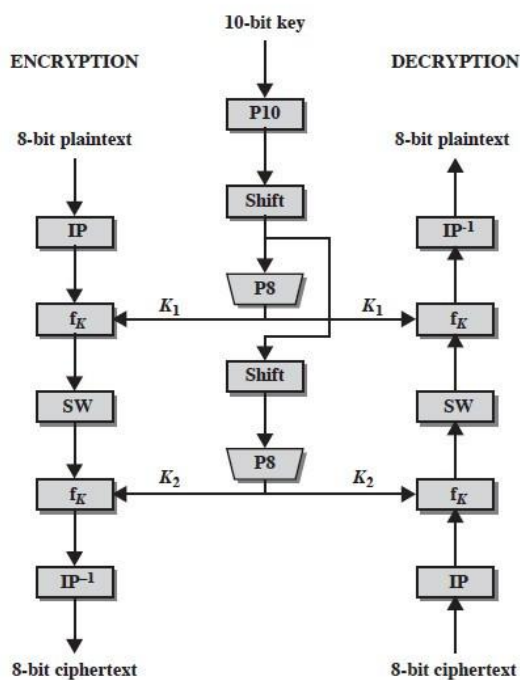 10-bit key
ENCRYPTION
DECRYPTION
P10
8-bit plaintext
8-bit plaintext
Shift
IP
IP-1
P8
K1
K1
fK
fK
Shift
SW
SW
P8
K2
K2
fK
fK
IP–1
IP
8-bit ciphertext
8-bit ciphertext